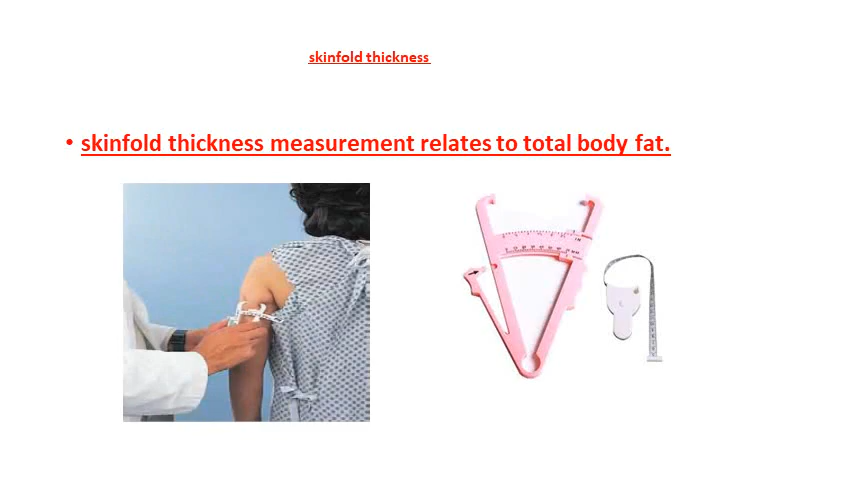 skinfold thickness
• skinfold thickness measurement relates to total body fat.